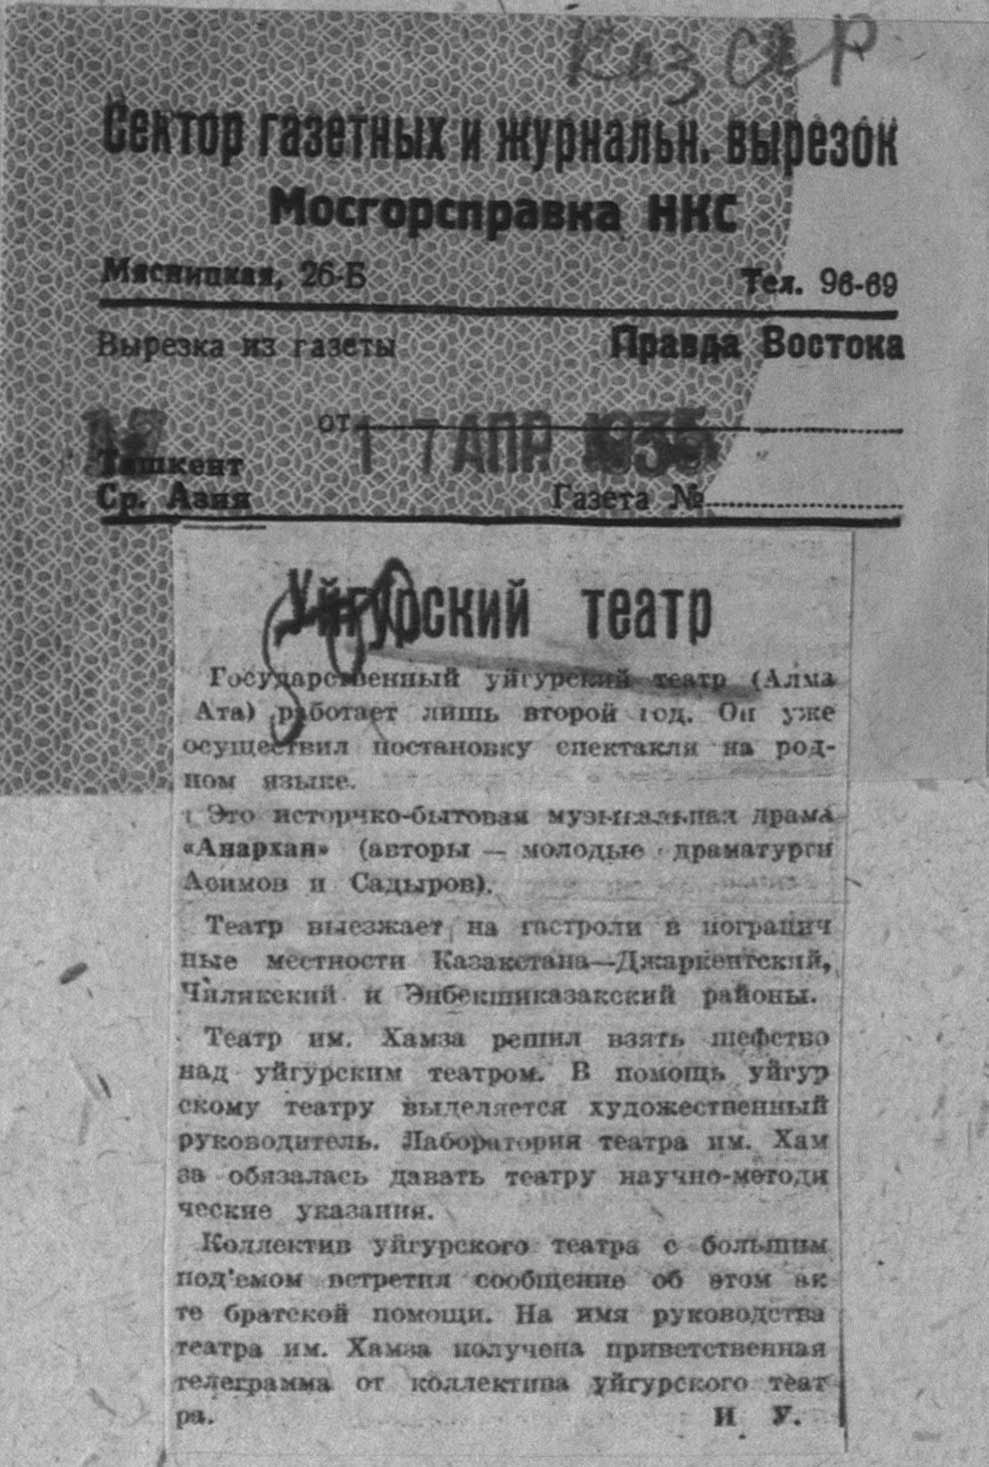 Каз ССР
Сектор газетных и журнальн. вырезок
Мосгорсправка НКС
Мясницкая, 26-Б Тел. 96-69
Вырезка из газеты Правда Востока
от 17 АПР 1935
Ташкент
Ср. Азия Газета №
Уйгурский театр
Государственный уйгурский театр (Алма
Ата) работает лишь второй год. Он уже
осуществил постановку спектакля на род-
ном языке.
Это историко-бытовая музыкальная драма
«Анархан» (авторы — молодые драматурги
Асимов и Садыров).
Театр выезжает на гастроли в погранич
ные местности Казакстана—Джаркентский,
Чиликский и Энбекшиказакский районы.
Театр им. Хамза решил взять шефство
над уйгурским театром. В помощь уйгур
скому театру выделяется художественный
руководитель. Лаборатория театра им. Хам
за обязалась давать театру научно-методи
ческие указания.
Коллектив уйгурского театра с большим
под'емом встретил сообщение об этом ак
те братской помощи. На имя руководства
театра им. Хамза получена приветственная
телеграмма от коллектива уйгурского теат
ра. И У.